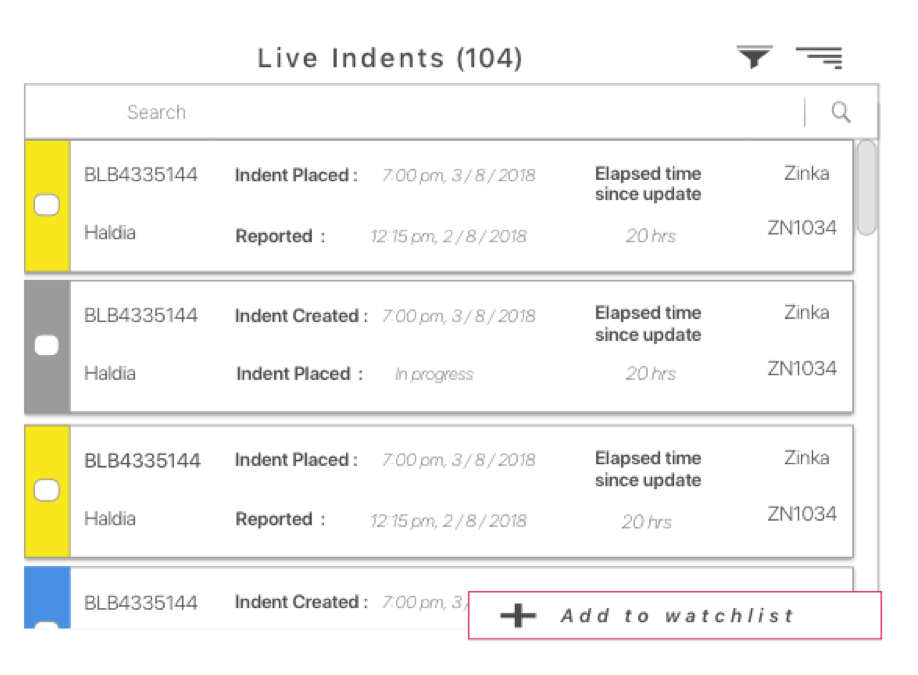 Live Indents (104)
Search
BLB4335144 Indent Placed : 7:00 pm, 3 / 8 / 2018 Elapsed time since update Zinka
Haldia Reported : 12:15 pm, 2 / 8 / 2018 20 hrs ZN1034
BLB4335144 Indent Created : 7:00 pm, 3 / 8 / 2018 Elapsed time since update Zinka
Haldia Indent Placed : In progress 20 hrs ZN1034
BLB4335144 Indent Placed : 7:00 pm, 3 / 8 / 2018 Elapsed time since update Zinka
Haldia Reported : 12:15 pm, 2 / 8 / 2018 20 hrs ZN1034
BLB4335144 Indent Created : 7:00 pm, 3 /
Add to watchlist